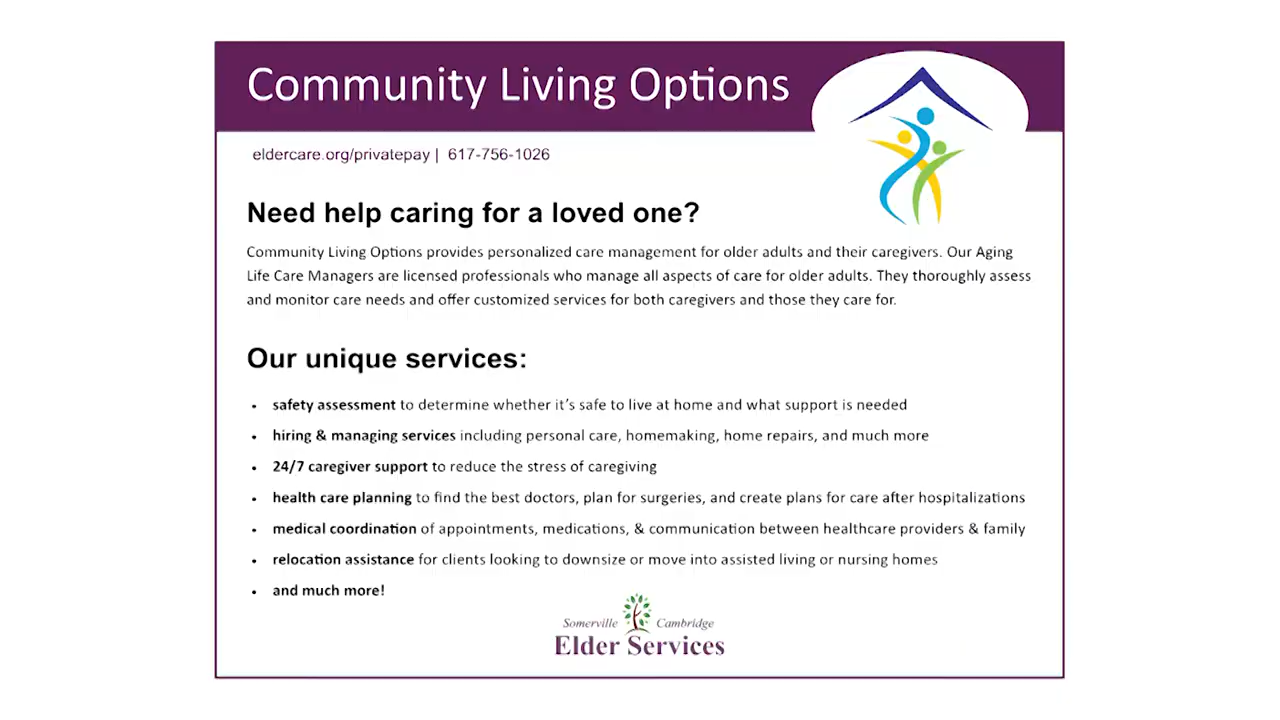 Community Living Options
eldercare.org/privatepay | 617-756-1026
Need help caring for a loved one?
Community Living Options provides personalized care management for older adults and their caregivers. Our Aging
Life Care Managers are licensed professionals who manage all aspects of care for older adults. They thoroughly assess
and monitor care needs and offer customized services for both caregivers and those they care for.
Our unique services:
• safety assessment to determine whether it's safe to live at home and what support is needed
• hiring & managing services including personal care, homemaking, home repairs, and much more
• 24/7 caregiver support to reduce the stress of caregiving
• health care planning to find the best doctors, plan for surgeries, and create plans for care after hospitalizations
• medical coordination of appointments, medications, & communication between healthcare providers & family
• relocation assistance for clients looking to downsize or move into assisted living or nursing homes
• and much more!
Somerville Cambridge
Elder Services